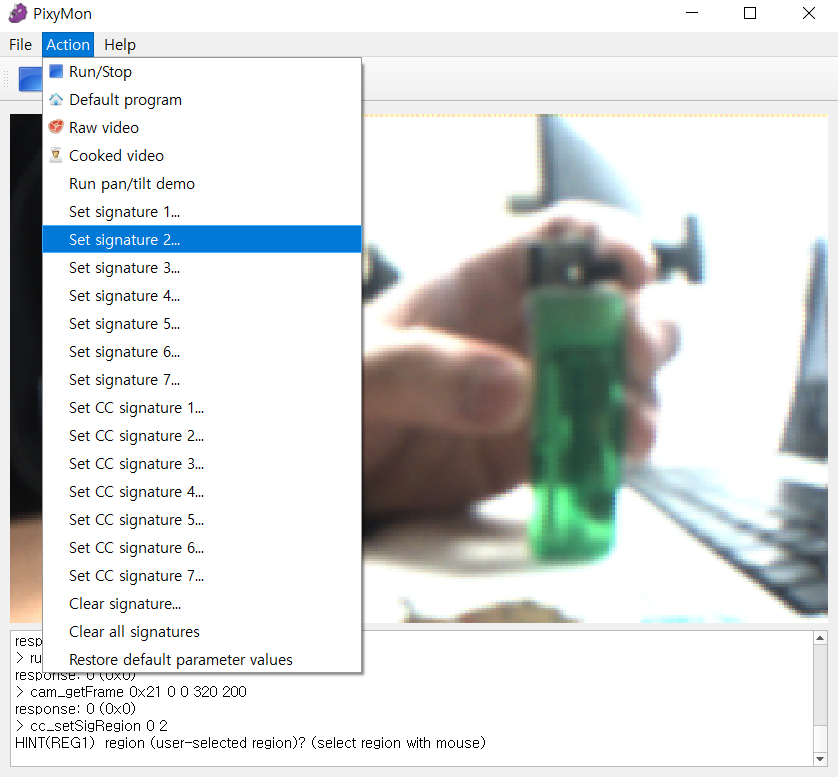 PixyMon
File Action Help
Run/Stop
Default program
Raw video
Cooked video
Run pan/tilt demo
Set signature 1...
Set signature 2...
Set signature 3...
Set signature 4...
Set signature 5...
Set signature 6...
Set signature 7...
Set CC signature 1...
Set CC signature 2...
Set CC signature 3...
Set CC signature 4...
Set CC signature 5...
Set CC signature 6...
Set CC signature 7...
Clear signature...
Clear all signatures
Restore default parameter values
resp
> ru
response: 0 (0x0)
> cam_getFrame 0x21 0 0 320 200
response: 0 (0x0)
> cc_setSigRegion 0 2
HINT(REG1) region (user-selected region)? (select region with mouse)